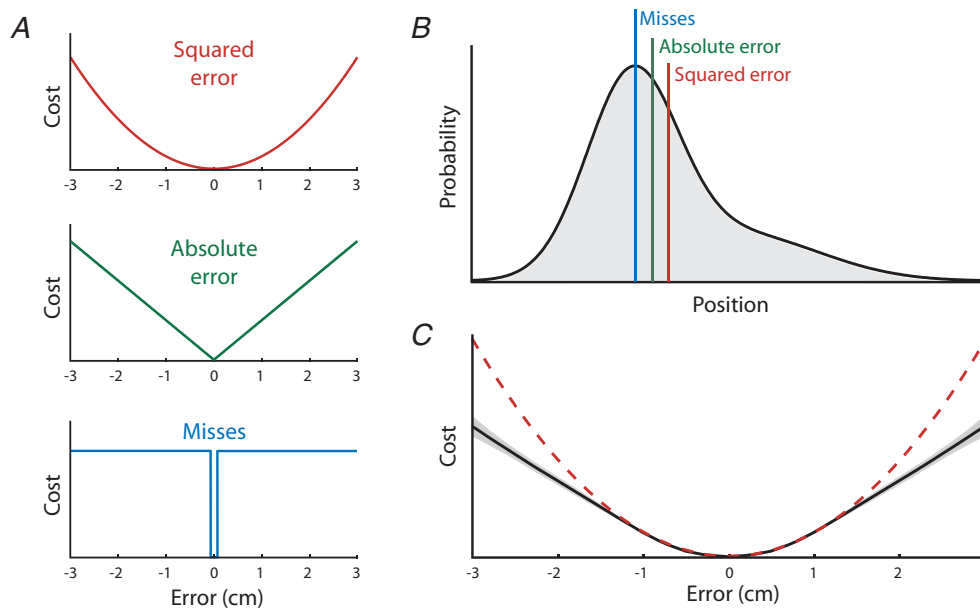 A
Squared
error
Cost
-3 -2 -1 0 1 2 3
Absolute
error
Cost
-3 -2 -1 0 1 2 3
Misses
Cost
-3 -2 -1 0 1 2 3
Error (cm)
B
Misses
Absolute error
Squared error
Probability
Position
C
Cost
-3 -2 -1 0 1 2
Error (cm)